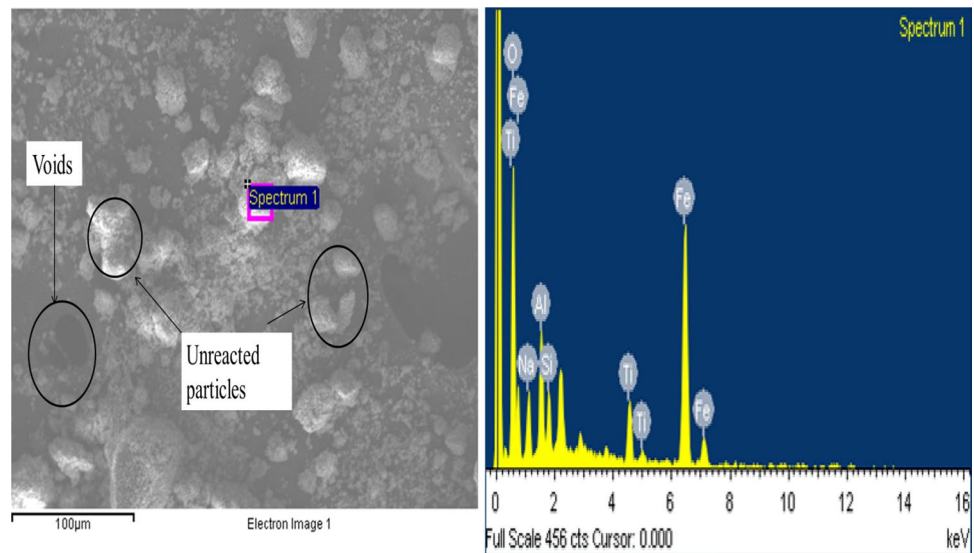 Voids
Spectrum 1
Unreacted
particles
100µm
Electron Image 1
Spectrum 1
O
Fe
Ti
Fe
Al
Na
Si
Ti
Ti
Fe
0 2 4 6 8 10 12 14 16
Full Scale 456 cts Cursor: 0.000
keV